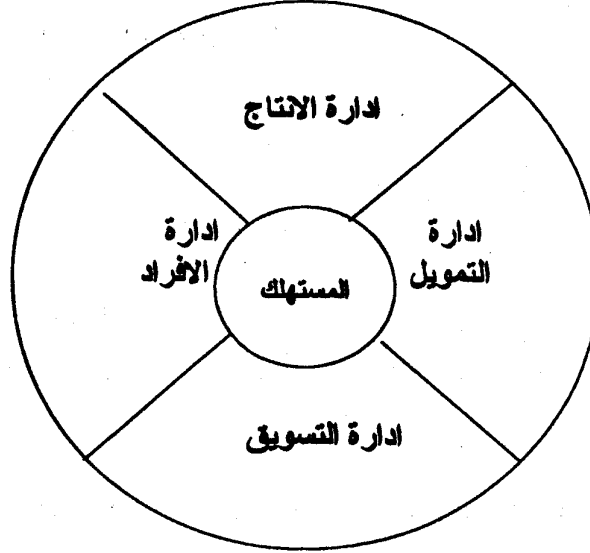 ادارة الانتاج
ادارة
التمويل
ادارة
الافراد
المستهلك
ادارة التسويق